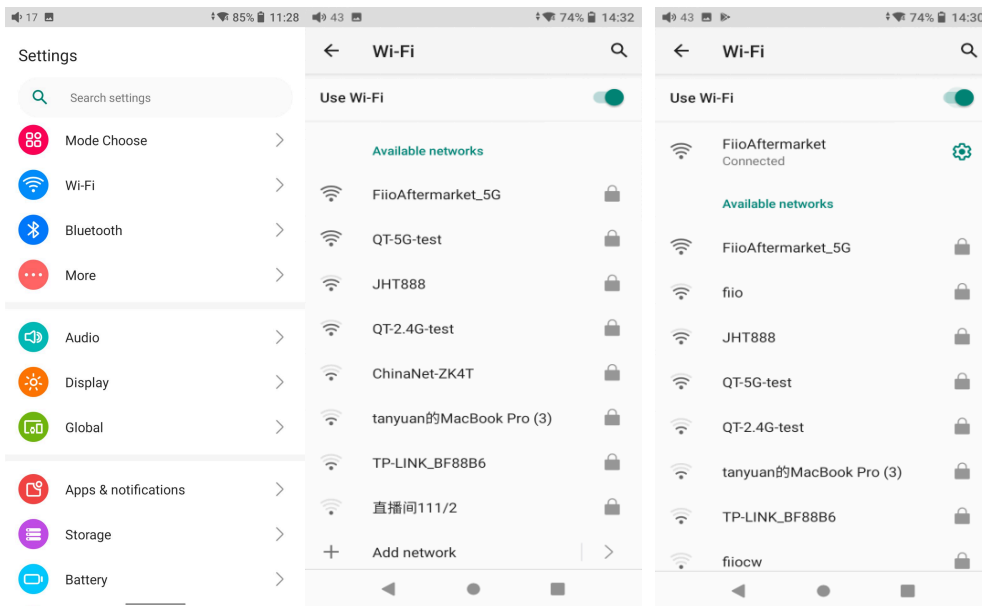 17 85% 11:28
Settings
Search settings
Mode Choose
Wi-Fi
Bluetooth
More
Audio
Display
Global
Apps & notifications
Storage
Battery
43 74% 14:32
Wi-Fi
Use Wi-Fi
Available networks
FiioAftermarket_5G
QT-5G-test
JHT888
QT-2.4G-test
ChinaNet-ZK4T
tanyuan的MacBook Pro (3)
TP-LINK_BF88B6
直播间111/2
Add network
43 74% 14:30
Wi-Fi
Use Wi-Fi
FiioAftermarket
Connected
Available networks
FiioAftermarket_5G
fiio
JHT888
QT-5G-test
QT-2.4G-test
tanyuan的MacBook Pro (3)
TP-LINK_BF88B6
fiiocw